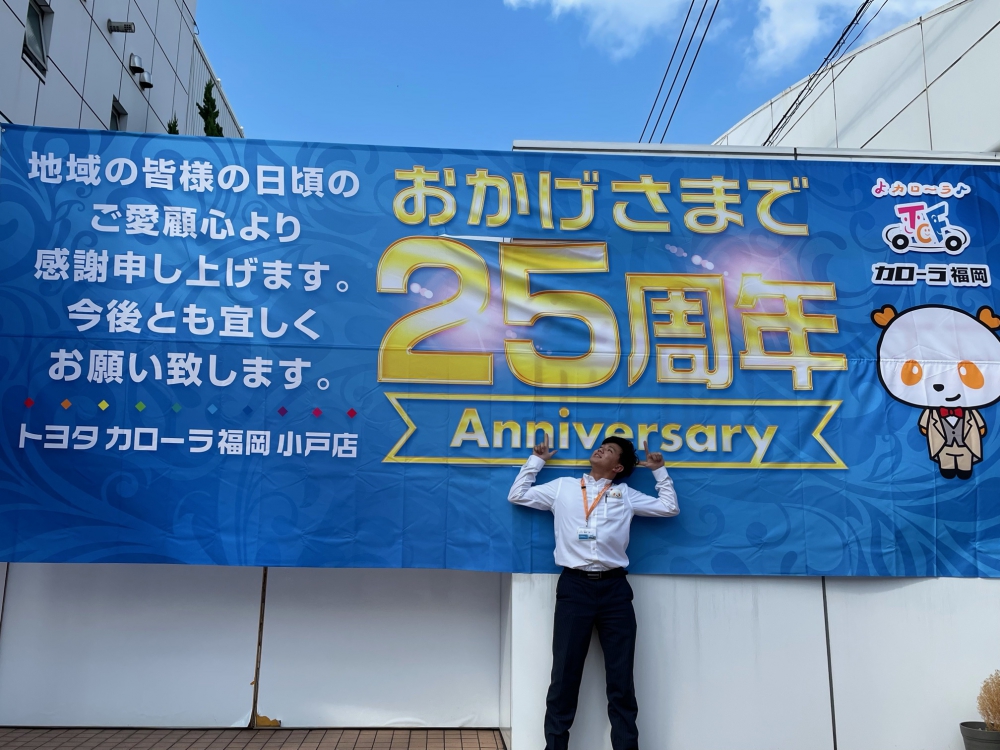 地域の皆様の日頃の
ご愛顧心より
感謝申し上げます。
今後とも宜しく
お願い致します。
トヨタカローラ福岡 小戸店
おかげさまで
25周年
Anniversary
よカローラ♪
TCF
カローラ福岡